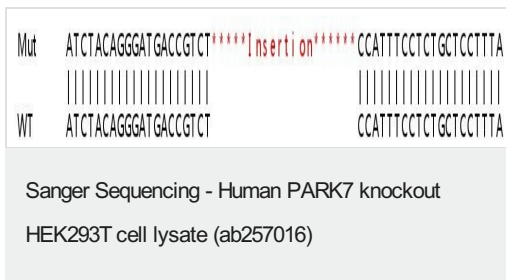 Mut ATCTACAGGGATGACCGTCT*****Insertion******CCATTTCCTCTGCTCCTTTA
WT ATCTACAGGGATGACCGTCT CCATTTCCTCTGCTCCTTTA
Sanger Sequencing - Human PARK7 knockout
HEK293T cell lysate (ab257016)